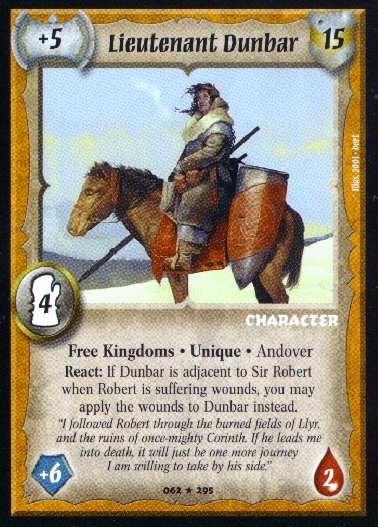 +5
Lieutenant Dunbar
15
4
CHARACTER
Free Kingdoms • Unique • Andover
React: If Dunbar is adjacent to Sir Robert
when Robert is suffering wounds, you may
apply the wounds to Dunbar instead.
"I followed Robert through the burned fields of Llyr,
and the ruins of once-mighty Corinth. If he leads me
into death, it will just be one more journey
I am willing to take by his side."
+6
2
062 ★ 295